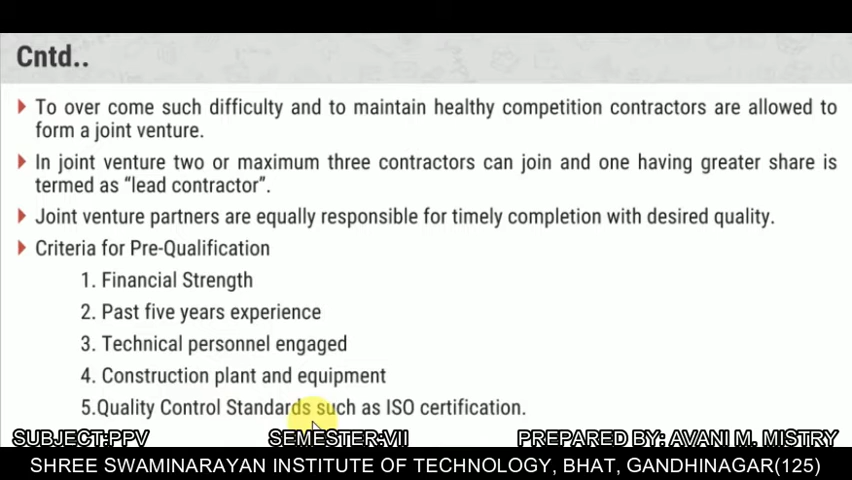 Cntd..
To over come such difficulty and to maintain healthy competition contractors are allowed to
form a joint venture.
In joint venture two or maximum three contractors can join and one having greater share is
termed as “lead contractor”.
Joint venture partners are equally responsible for timely completion with desired quality.
Criteria for Pre-Qualification
1. Financial Strength
2. Past five years experience
3. Technical personnel engaged
4. Construction plant and equipment
5.Quality Control Standards such as ISO certification.
SUBJECT:PPV SEMESTER:VII PREPARED BY: AVANI M. MISTRY
SHREE SWAMINARAYAN INSTITUTE OF TECHNOLOGY, BHAT, GANDHINAGAR(125)